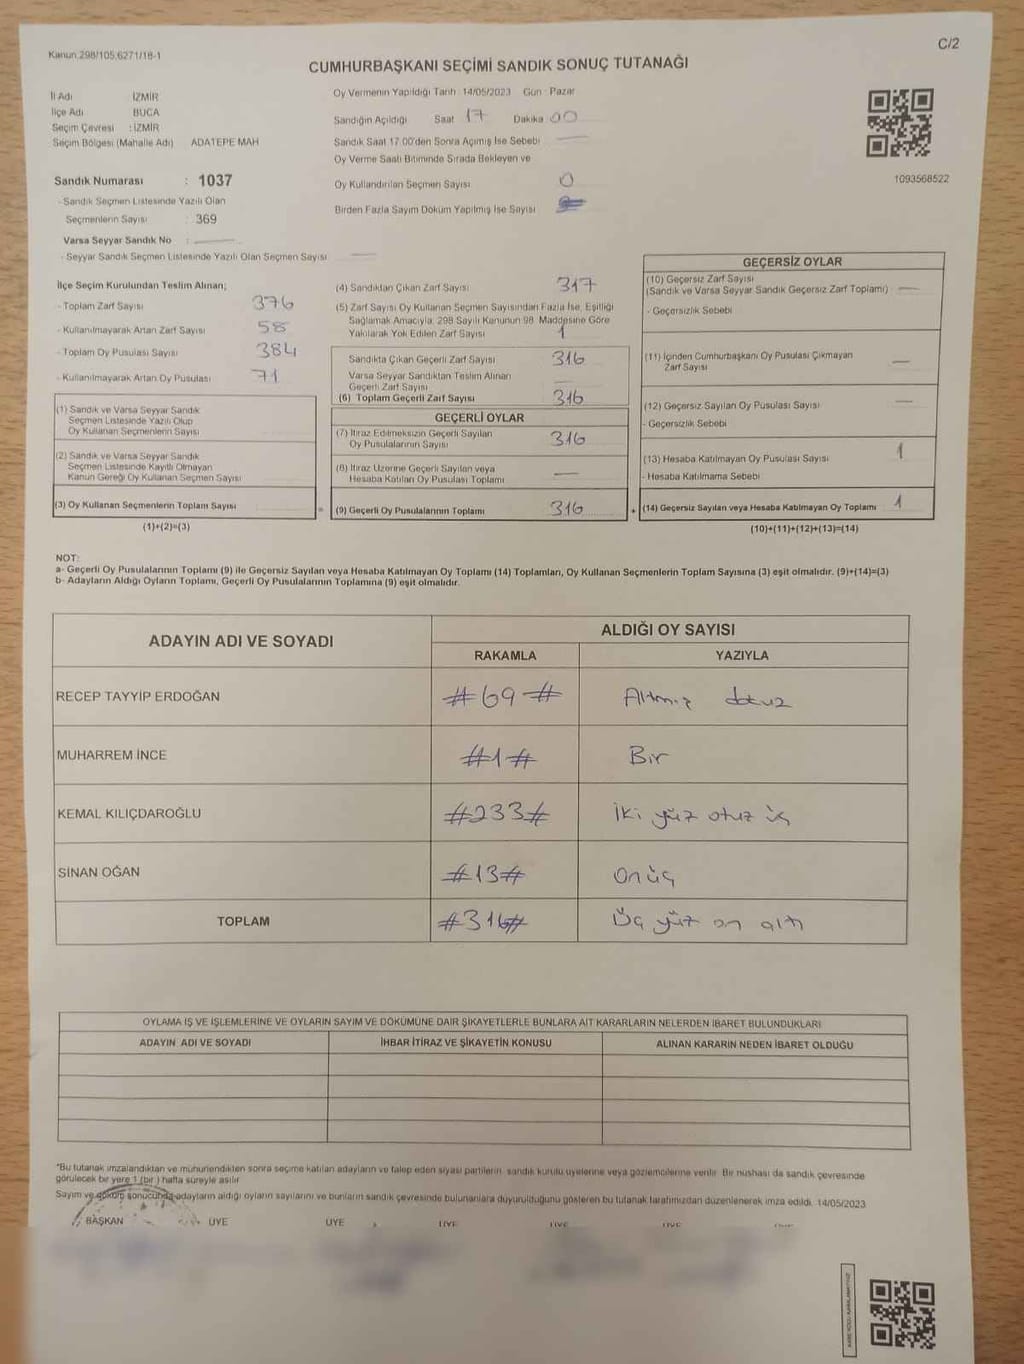 Kanun 298/105,6271/18-1
C/2
CUMHURBAŞKANI SEÇİMİ SANDIK SONUÇ TUTANAĞI
İl Adı İZMİR
İlçe Adı BUCA
Seçim Çevresi : İZMİR
Seçim Bölgesi (Mahalle Adı) ADATEPE MAH
Oy Vermenin Yapıldığı Tarih : 14/05/2023 Gün : Pazar
Sandığın Açıldığı Saat 17 Dakika 00
Sandık Saat 17.00'den Sonra Açımış İse Sebebi
Oy Verme Saati Bitiminde Sırada Bekleyen ve
Oy Kullandırılan Seçmen Sayısı 0
Birden Fazla Sayım Döküm Yapılmış İse Sayısı
1093568522
Sandık Numarası : 1037
- Sandık Seçmen Listesinde Yazılı Olan
Seçmenlerin Sayısı : 369
Varsa Seyyar Sandık No :
- Seyyar Sandık Seçmen Listesinde Yazılı Olan Seçmen Sayısı
İlçe Seçim Kurulundan Teslim Alınan;
- Toplam Zarf Sayısı 376
- Kullanılmayarak Artan Zarf Sayısı 58
- Toplam Oy Pusulası Sayısı 384
- Kullanılmayarak Artan Oy Pusulası 71
(1) Sandık ve Varsa Seyyar Sandık
Seçmen Listesinde Yazılı Olup
Oy Kullanan Seçmenlerin Sayısı
(2) Sandık ve Varsa Seyyar Sandık
Seçmen Listesinde Kayıtlı Olmayan
Kanun Gereği Oy Kullanan Seçmen Sayısı
(3) Oy Kullanan Seçmenlerin Toplam Sayısı
(1)+(2)=(3)
=
(4) Sandıktan Çıkan Zarf Sayısı 317
(5) Zarf Sayısı Oy Kullanan Seçmen Sayısından Fazla İse, Eşitliği
Sağlamak Amacıyla; 298 Sayılı Kanunun 98. Maddesine Göre
Yakılarak Yok Edilen Zarf Sayısı 1
Sandıkta Çıkan Geçerli Zarf Sayısı 316
Varsa Seyyar Sandıktan Teslim Alınan
Geçerli Zarf Sayısı
(6) Toplam Geçerli Zarf Sayısı 316
GEÇERLİ OYLAR
(7) İtiraz Edilmeksizin Geçerli Sayılan
Oy Pusulalarının Sayısı 316
(8) İtiraz Üzerine Geçerli Sayılan veya
Hesaba Katılan Oy Pusulası Toplamı
(9) Geçerli Oy Pusulalarının Toplamı 316
+
GEÇERSİZ OYLAR
(10) Geçersiz Zarf Sayısı
(Sandık ve Varsa Seyyar Sandık Geçersiz Zarf Toplamı)
- Geçersizlik Sebebi
(11) İçinden Cumhurbaşkanı Oy Pusulası Çıkmayan
Zarf Sayısı
(12) Geçersiz Sayılan Oy Pusulası Sayısı
- Geçersizlik Sebebi
(13) Hesaba Katılmayan Oy Pusulası Sayısı 1
- Hesaba Katılmama Sebebi
(14) Geçersiz Sayılan veya Hesaba Katılmayan Oy Toplamı 1
(10)+(11)+(12)+(13)=(14)
NOT:
a- Geçerli Oy Pusulalarının Toplamı (9) ile Geçersiz Sayılan veya Hesaba Katılmayan Oy Toplamı (14) Toplamları, Oy Kullanan Seçmenlerin Toplam Sayısına (3) eşit olmalıdır. (9)+(14)=(3)
b- Adayların Aldığı Oyların Toplamı, Geçerli Oy Pusulalarının Toplamına (9) eşit olmalıdır.
ADAYIN ADI VE SOYADI
ALDIĞI OY SAYISI
RAKAMLA YAZIYLA
RECEP TAYYİP ERDOĞAN #69# Altmış dokuz
MUHARREM İNCE #1# Bir
KEMAL KILIÇDAROĞLU #233# İki yüz otuz üç
SİNAN OĞAN #13# Onüç
TOPLAM #316# Üç yüz on altı
OYLAMA İŞ VE İŞLEMLERİNE VE OYLARIN SAYIM VE DÖKÜMÜNE DAİR ŞİKAYETLERLE BUNLARA AİT KARARLARIN NELERDEN İBARET BULUNDUKLARI
ADAYIN ADI VE SOYADI İHBAR İTİRAZ VE ŞİKAYETİN KONUSU ALINAN KARARIN NEDEN İBARET OLDUĞU
*Bu tutanak imzalandıktan ve mühürlendikten sonra seçime katılan adayların ve talep eden siyasi partilerin sandık kurulu üyelerine veya gözlemcilerine verilir. Bir nüshası da sandık çevresinde
görülecek bir yere 1 (bir) hafta süreyle asılır
Sayım ve döküm sonucunda adayların aldığı oyların sayılarını ve bunların sandık çevresinde bulunanlara duyurulduğunu gösteren bu tutanak tarafımızdan düzenlenerek imza edildi. 14/05/2023
BAŞKAN ÜYE ÜYE ÜYE ÜYE ÜYE